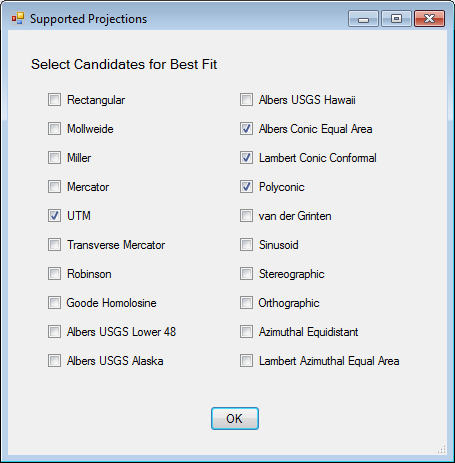 Supported Projections
Select Candidates for Best Fit
Rectangular
Mollweide
Miller
Mercator
UTM
Transverse Mercator
Robinson
Goode Homolosine
Albers USGS Lower 48
Albers USGS Alaska
Albers USGS Hawaii
Albers Conic Equal Area
Lambert Conic Conformal
Polyconic
van der Grinten
Sinusoid
Stereographic
Orthographic
Azimuthal Equidistant
Lambert Azimuthal Equal Area
OK